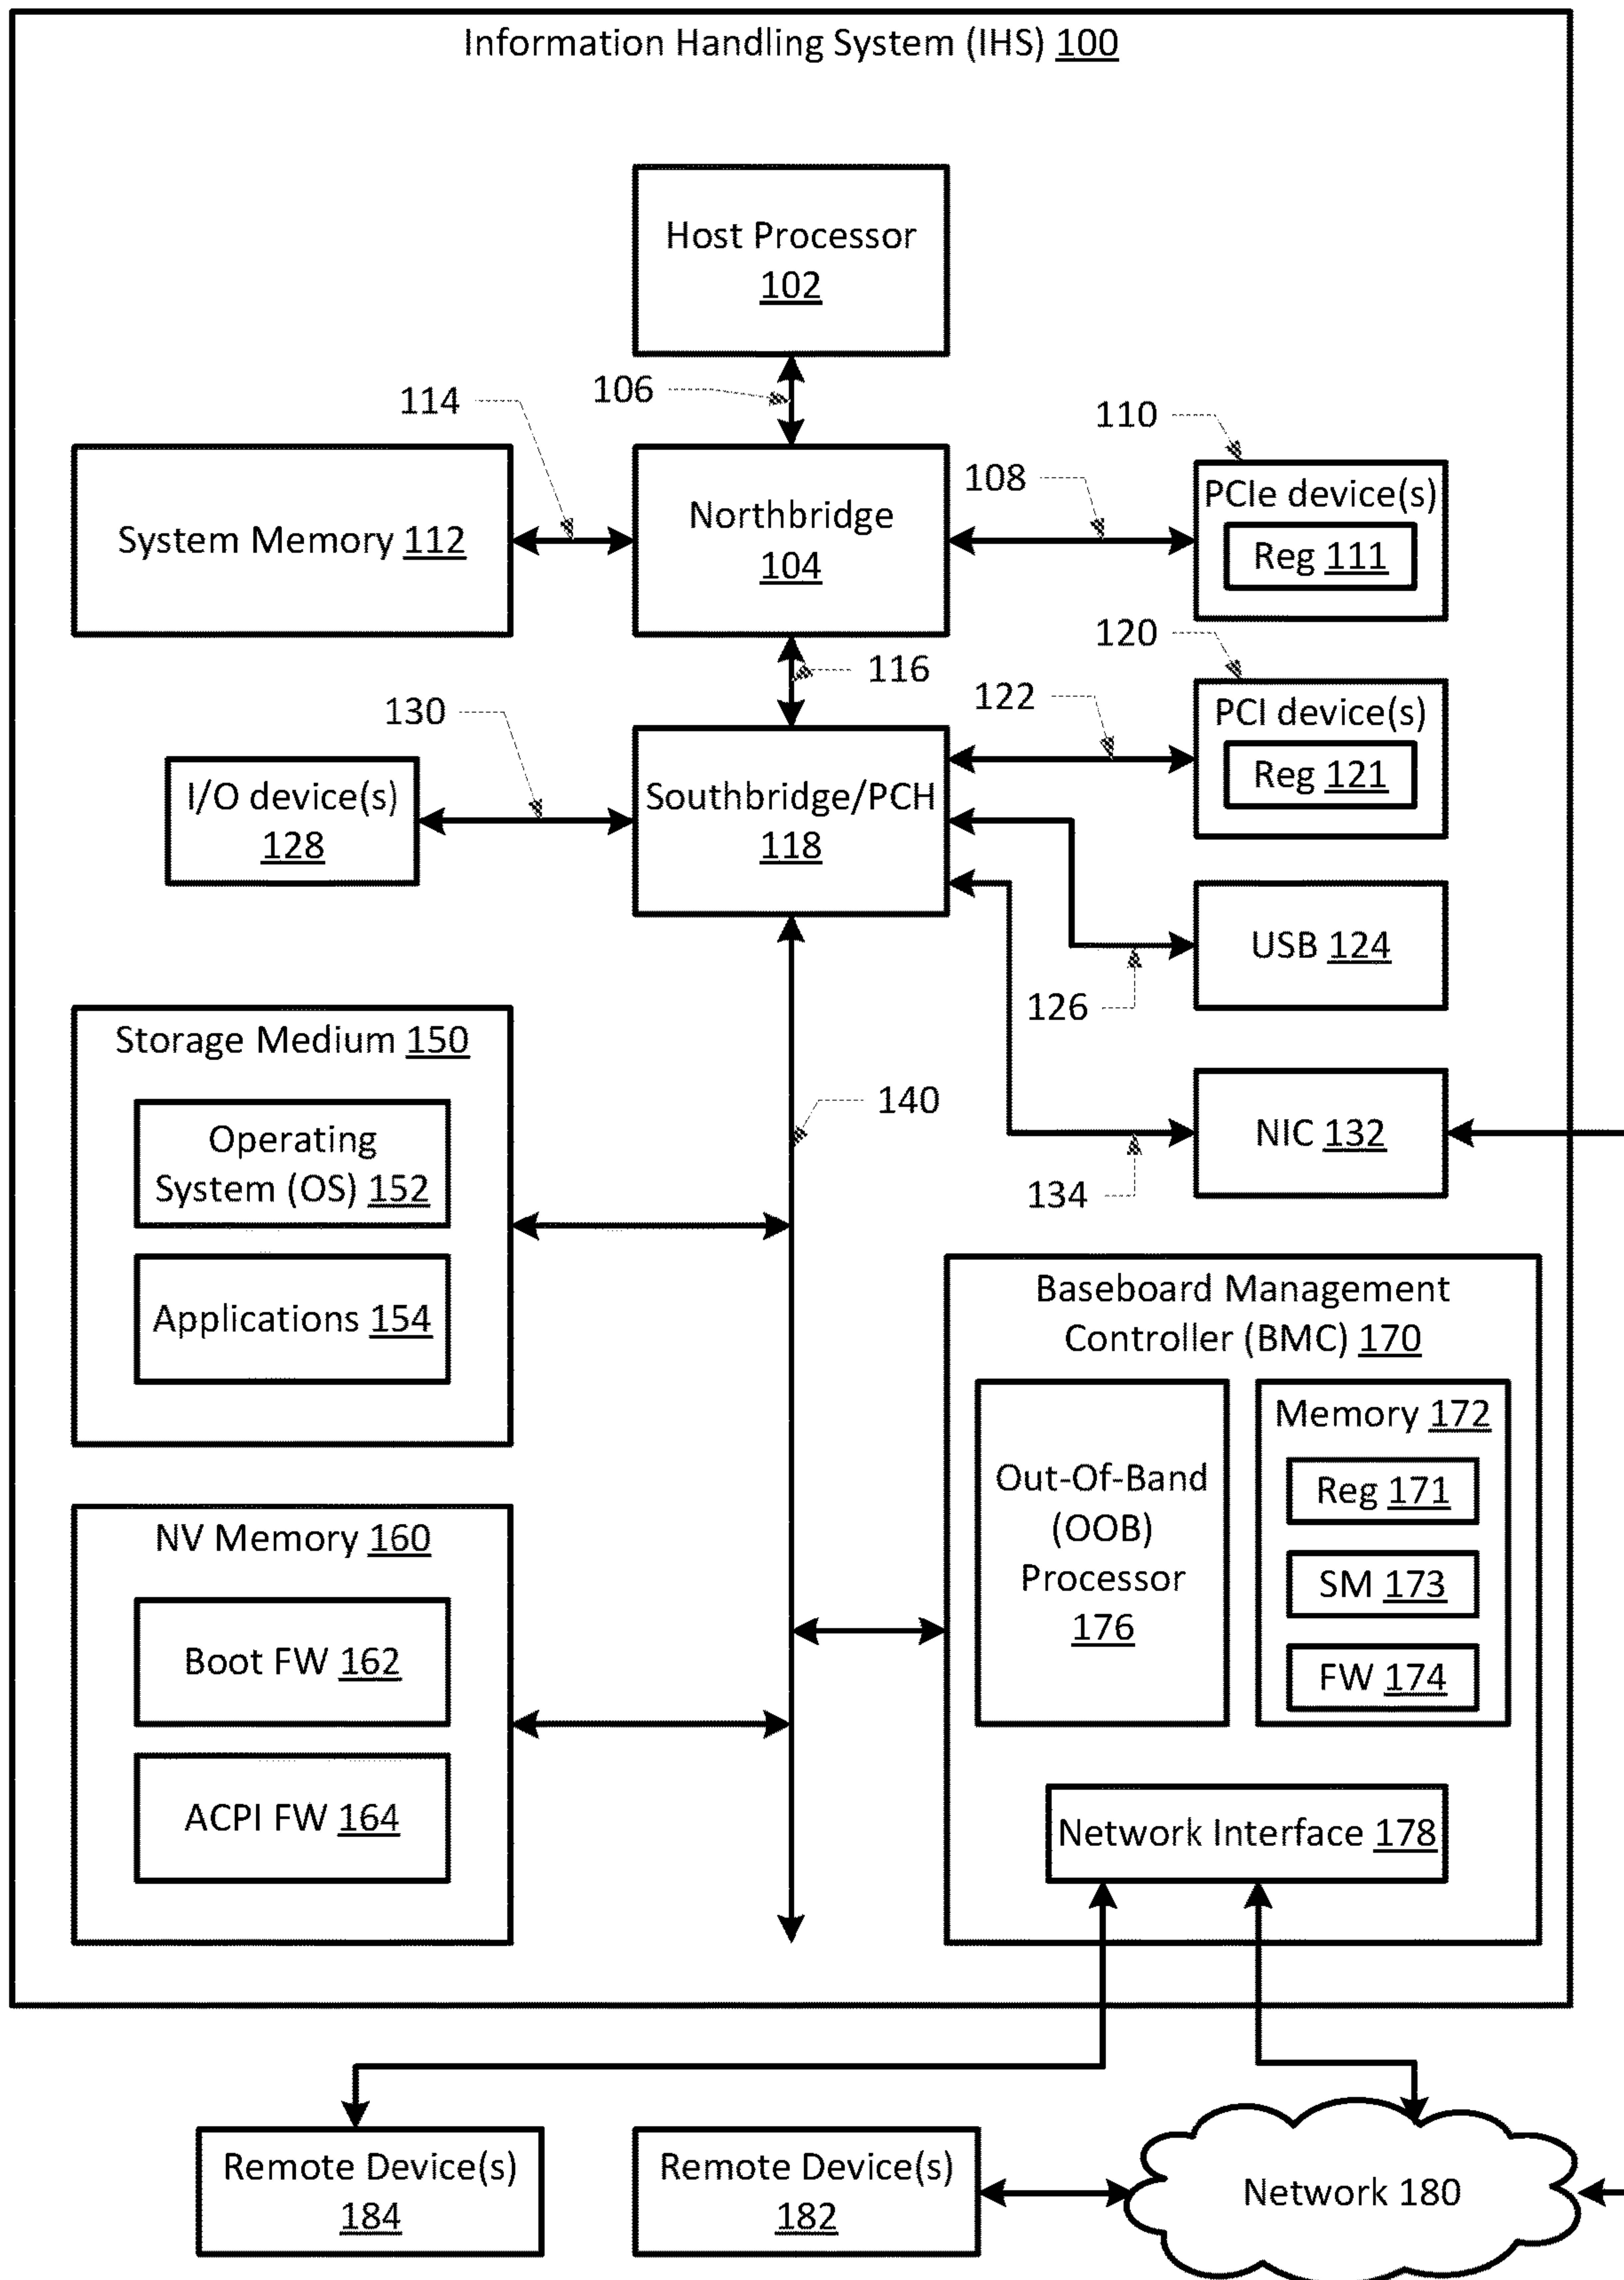 Information Handling System (IHS) 100
Host Processor
102
106
114
110
108
PCIe device(s)
Reg 111
System Memory 112
Northbridge
104
120
116
122
130
PCI device(s)
Reg 121
I/O device(s)
128
Southbridge/PCH
118
USB 124
126
Storage Medium 150
Operating
System (OS) 152
Applications 154
140
NIC 132
134
Baseboard Management
Controller (BMC) 170
Out-Of-Band
(OOB)
Processor
176
Memory 172
Reg 171
SM 173
FW 174
NV Memory 160
Boot FW 162
ACPI FW 164
Network Interface 178
Remote Device(s)
184
Remote Device(s)
182
Network 180